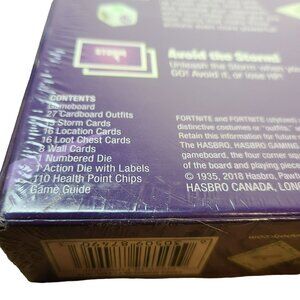 STORM
Avoid the Storm!
Unleash the Storm when you
GO! Avoid it, or lose HP!
CONTENTS
Gameboard
27 Cardboard Outfits
15 Storm Cards
16 Location Cards
16 Loot Chest Cards
8 Wall Cards
1 Numbered Die
1 Action Die with Labels
110 Health Point Chips
Game Guide
FORTNITE and FORTNITE
distinctive costumes or "outfits,"
Retain this information for future
The HASBRO, HASBRO GAMING
gameboard, the four corner
of the board and playing pieces
© 1935, 2018 Hasbro, Pawt
HASBRO CANADA, LON